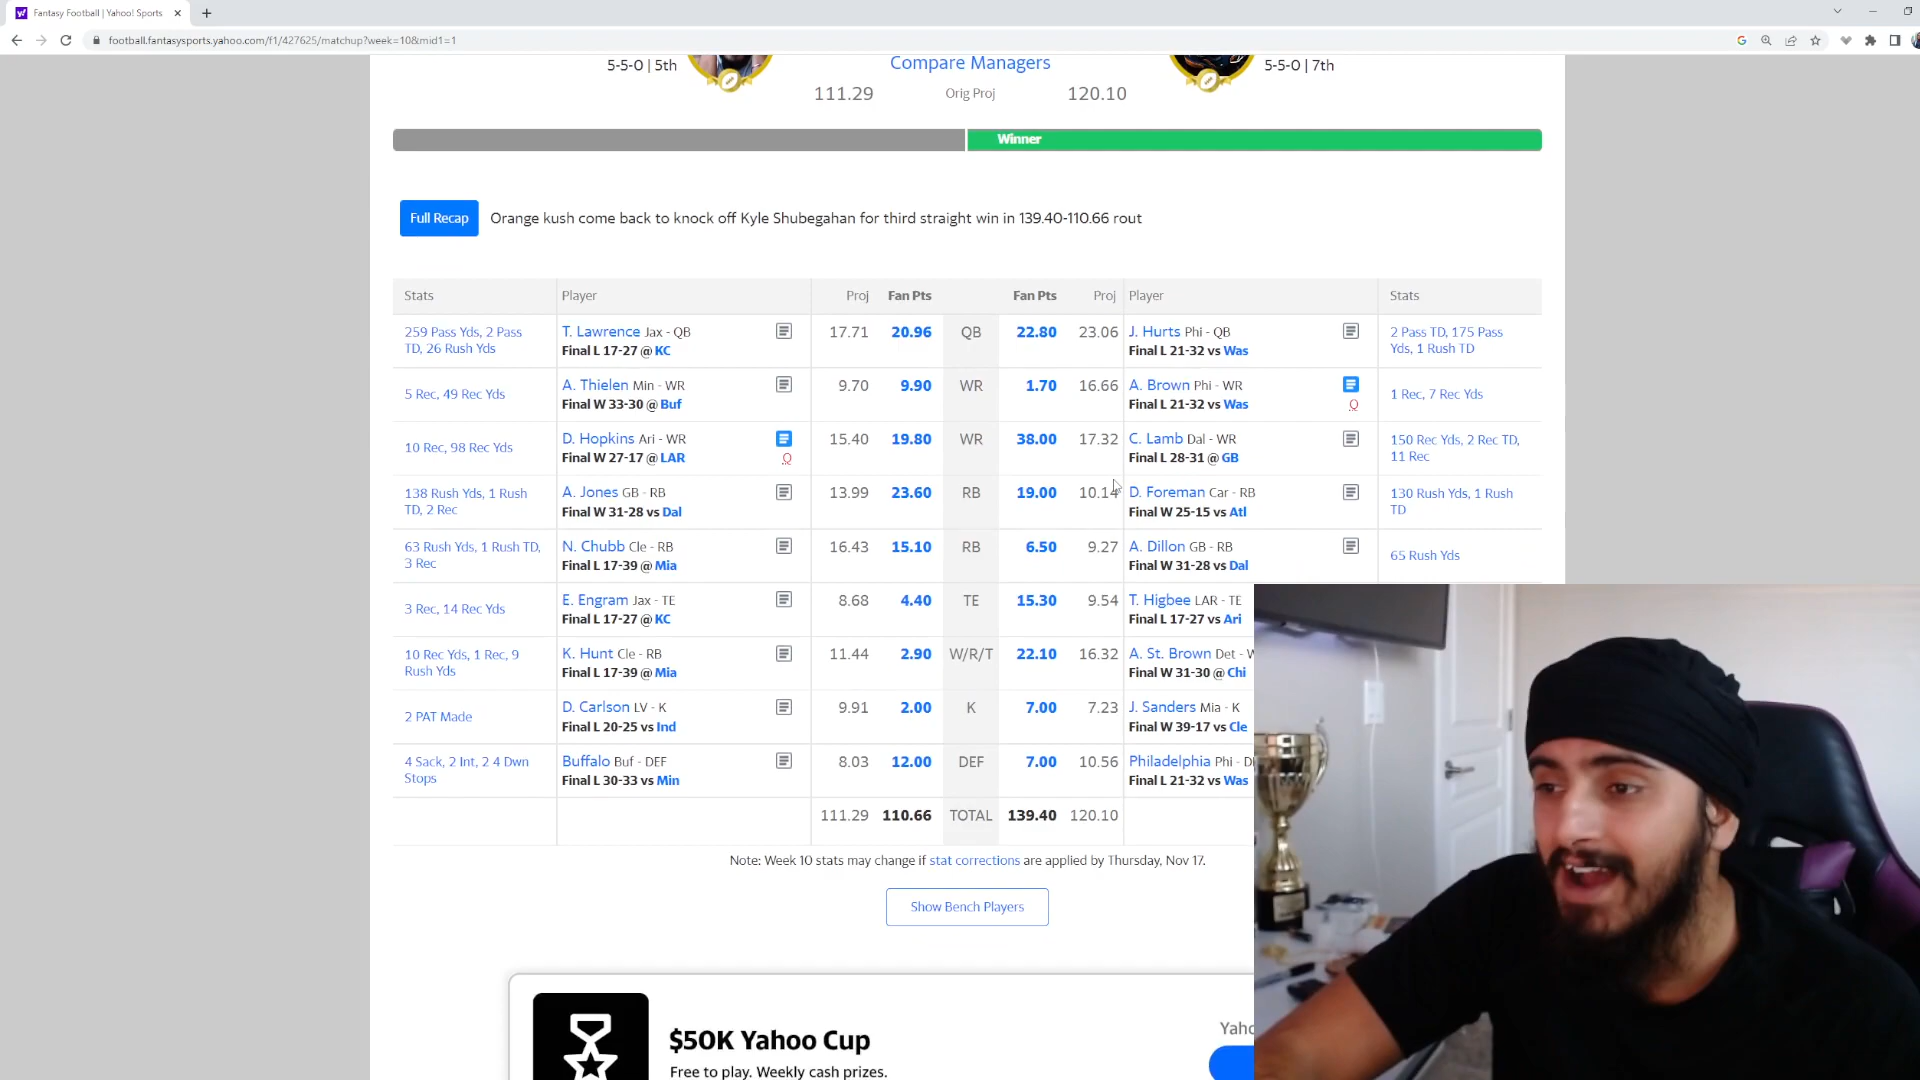 Fantasy Football | Yahoo! Sports
football.fantasysports.yahoo.com/f1/427625/matchup?week=10&mid1=1
5-5-0 | 5th Compare Managers 5-5-0 | 7th
111.29 Orig Proj 120.10
Winner
Full Recap Orange kush come back to knock off Kyle Shubegahan for third straight win in 139.40-110.66 rout
Stats Player Proj Fan Pts Fan Pts Proj Player Stats
259 Pass Yds, 2 Pass TD, 26 Rush Yds T. Lawrence Jax - QB Final L 17-27 @ KC 17.71 20.96 QB 22.80 23.06 J. Hurts Phi - QB Final L 21-32 vs Was 2 Pass TD, 175 Pass Yds, 1 Rush TD
5 Rec, 49 Rec Yds A. Thielen Min - WR Final W 33-30 @ Buf 9.70 9.90 WR 1.70 16.66 A. Brown Phi - WR Final L 21-32 vs Was Q 1 Rec, 7 Rec Yds
10 Rec, 98 Rec Yds D. Hopkins Ari - WR Final W 27-17 @ LAR Q 15.40 19.80 WR 38.00 17.32 C. Lamb Dal - WR Final L 28-31 @ GB 150 Rec Yds, 2 Rec TD, 11 Rec
138 Rush Yds, 1 Rush TD, 2 Rec A. Jones GB - RB Final W 31-28 vs Dal 13.99 23.60 RB 19.00 10.14 D. Foreman Car - RB Final W 25-15 vs Atl 130 Rush Yds, 1 Rush TD
63 Rush Yds, 1 Rush TD, 3 Rec N. Chubb Cle - RB Final L 17-39 @ Mia 16.43 15.10 RB 6.50 9.27 A. Dillon GB - RB Final W 31-28 vs Dal 65 Rush Yds
3 Rec, 14 Rec Yds E. Engram Jax - TE Final L 17-27 @ KC 8.68 4.40 TE 15.30 9.54 T. Higbee LAR - TE Final L 17-27 vs Ari
10 Rec Yds, 1 Rec, 9 Rush Yds K. Hunt Cle - RB Final L 17-39 @ Mia 11.44 2.90 W/R/T 22.10 16.32 A. St. Brown Det - Final W 31-30 @ Chi
2 PAT Made D. Carlson LV - K Final L 20-25 vs Ind 9.91 2.00 K 7.00 7.23 J. Sanders Mia - K Final W 39-17 vs Cle
4 Sack, 2 Int, 2 4 Dwn Stops Buffalo Buf - DEF Final L 30-33 vs Min 8.03 12.00 DEF 7.00 10.56 Philadelphia Phi - Final L 21-32 vs Was
111.29 110.66 TOTAL 139.40 120.10
Note: Week 10 stats may change if stat corrections are applied by Thursday, Nov 17.
Show Bench Players
$50K Yahoo Cup
Free to play. Weekly cash prizes.